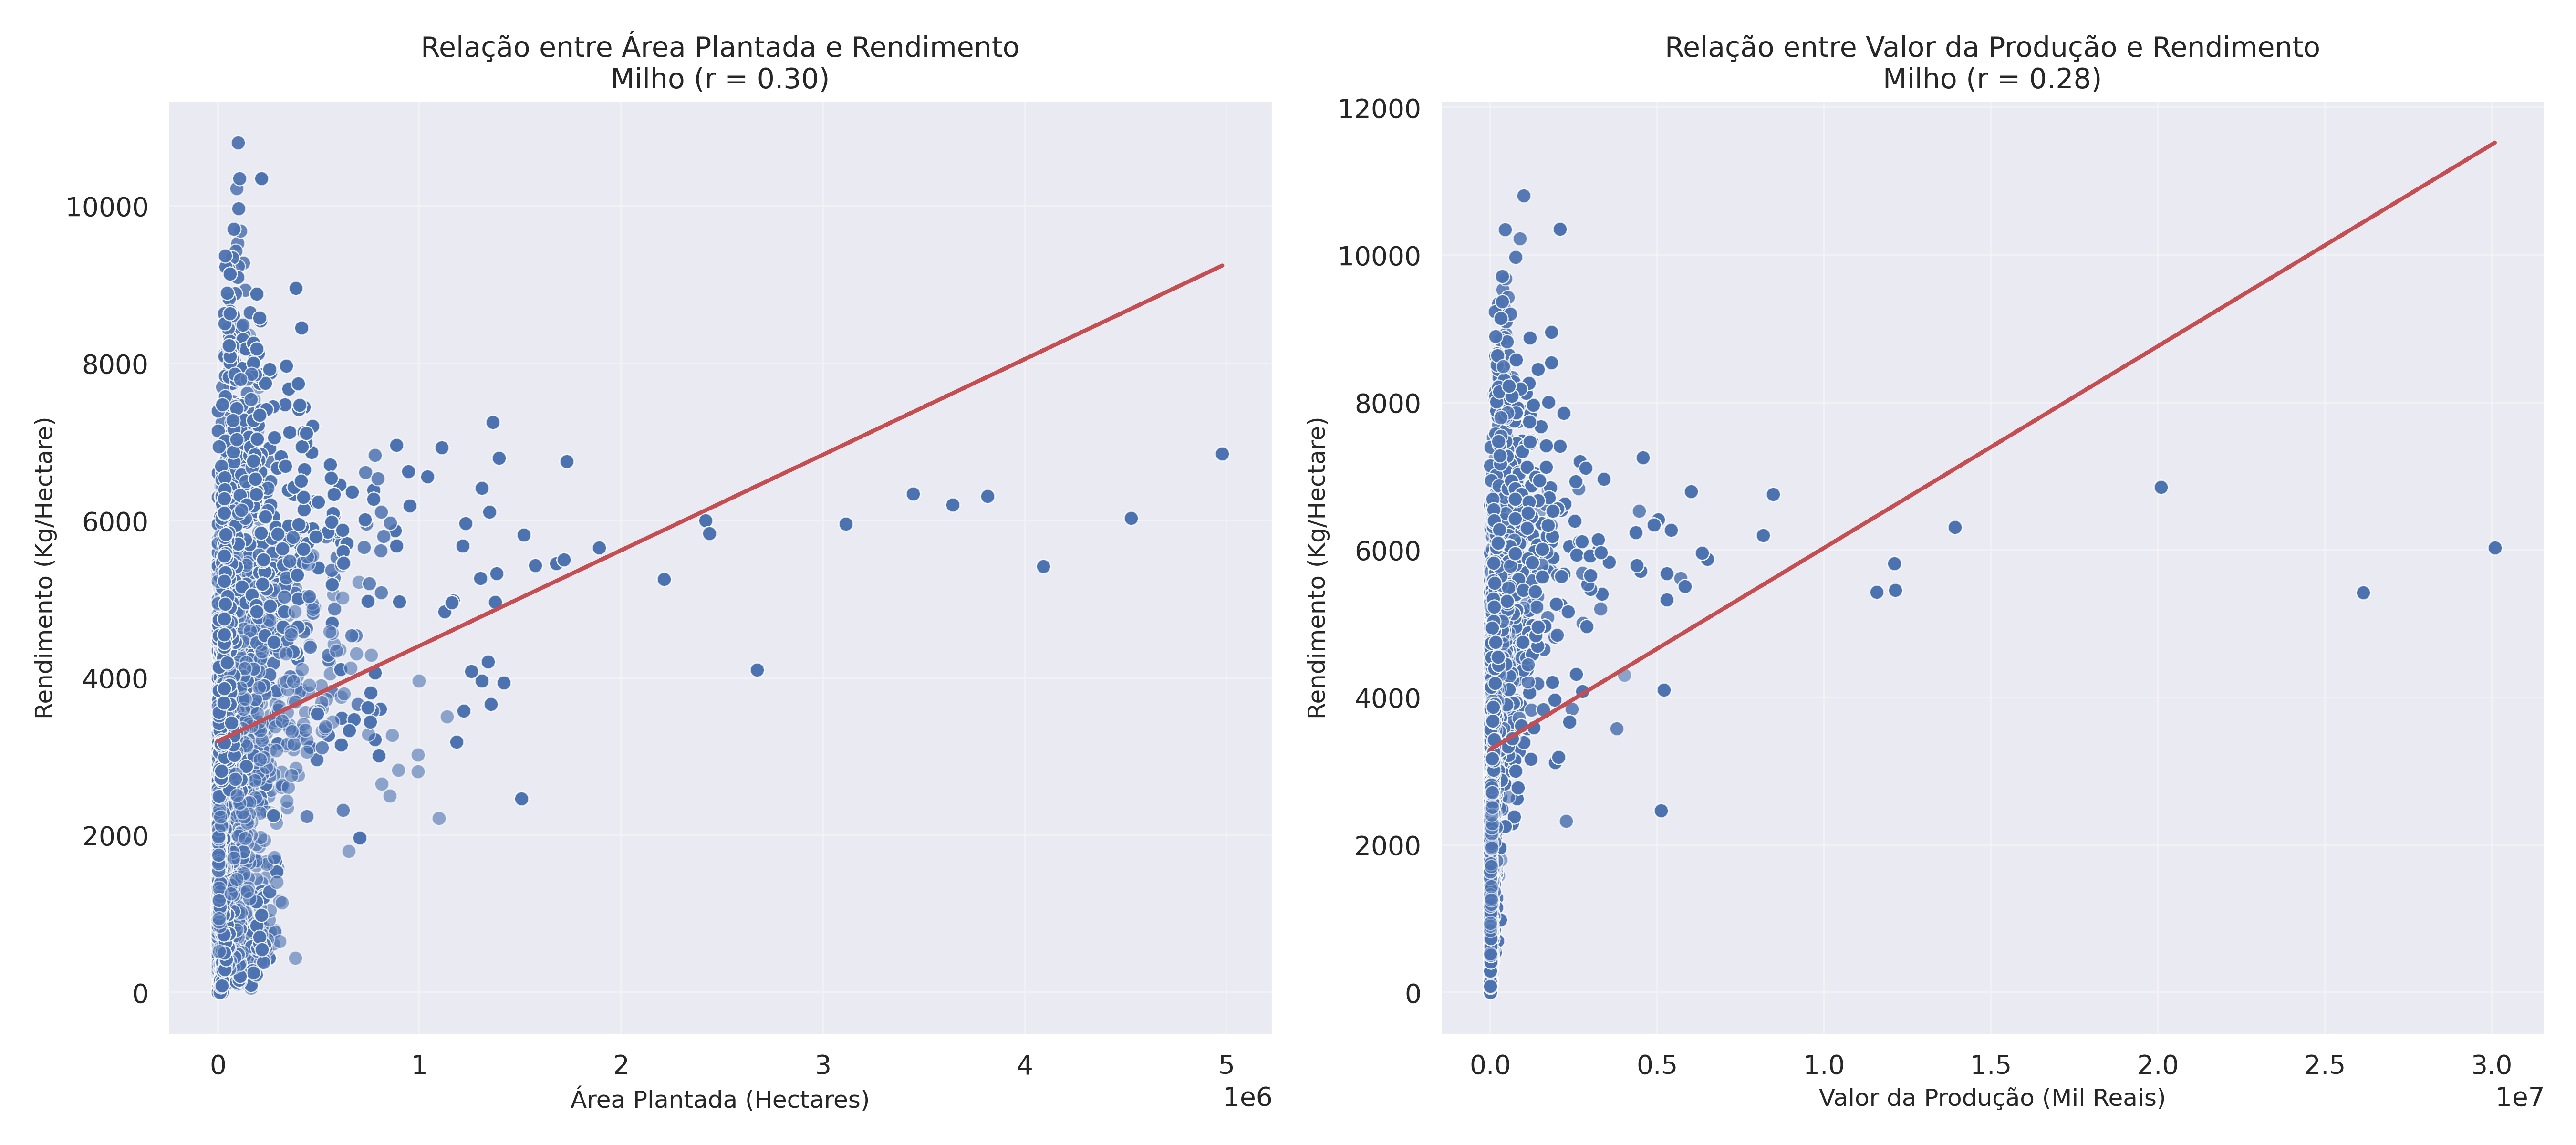 Relação entre Área Plantada e Rendimento
Milho (r = 0.30)
Rendimento (Kg/Hectare)
10000
8000
6000
4000
2000
0
0 1 2 3 4 5
1e6
Área Plantada (Hectares)
Relação entre Valor da Produção e Rendimento
Milho (r = 0.28)
Rendimento (Kg/Hectare)
12000
10000
8000
6000
4000
2000
0
0.0 0.5 1.0 1.5 2.0 2.5 3.0
1e7
Valor da Produção (Mil Reais)